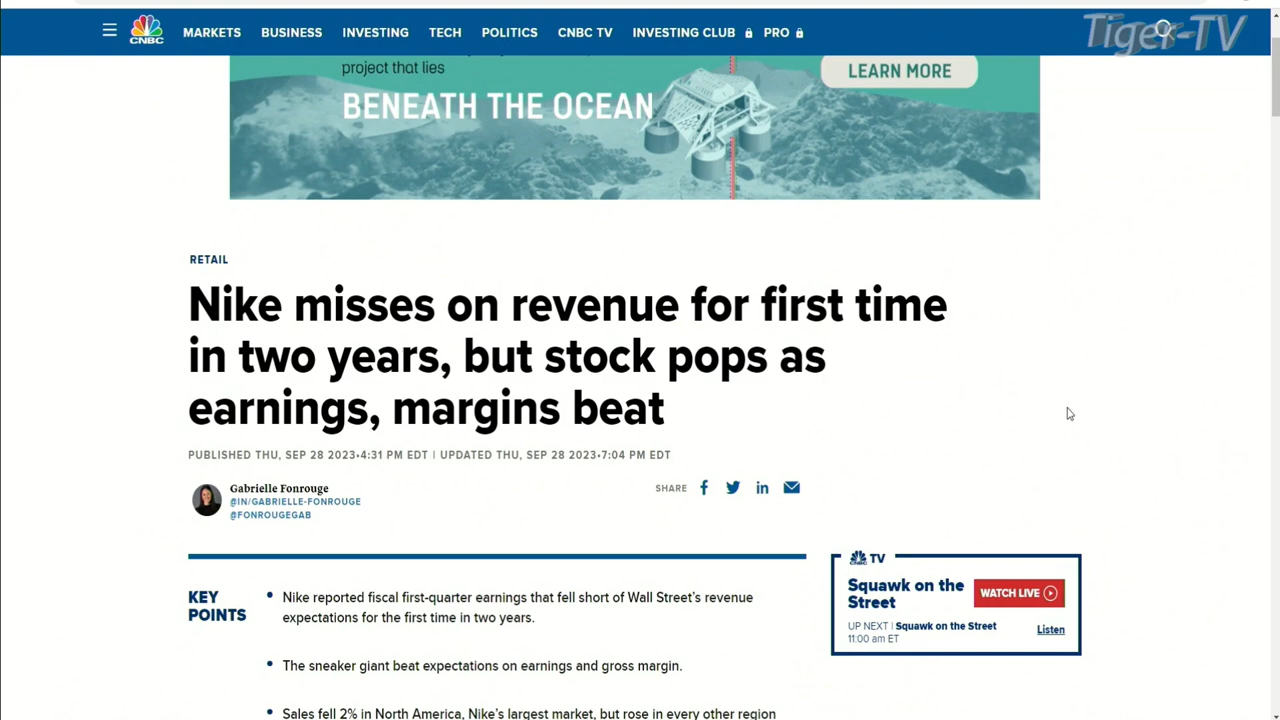 Tiger-TV
CNBC
MARKETS BUSINESS INVESTING TECH POLITICS CNBC TV INVESTING CLUB PRO
project that lies
BENEATH THE OCEAN
LEARN MORE
RETAIL
Nike misses on revenue for first time
in two years, but stock pops as
earnings, margins beat
PUBLISHED THU, SEP 28 2023•4:31 PM EDT | UPDATED THU, SEP 28 2023•7:04 PM EDT
Gabrielle Fonrouge
@IN/GABRIELLE-FONROUGE
@FONROUGEGAB
SHARE
KEY
POINTS
• Nike reported fiscal first-quarter earnings that fell short of Wall Street's revenue
expectations for the first time in two years.
• The sneaker giant beat expectations on earnings and gross margin.
• Sales fell 2% in North America, Nike's largest market, but rose in every other region
CNBC TV
Squawk on the
Street
WATCH LIVE
UP NEXT | Squawk on the Street
11:00 am ET
Listen